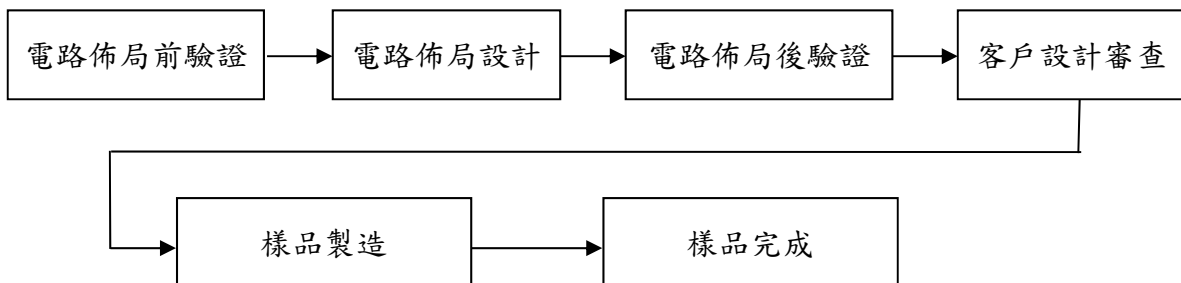 電路佈局前驗證
電路佈局設計
電路佈局後驗證
客戶設計審查
樣品製造
樣品完成